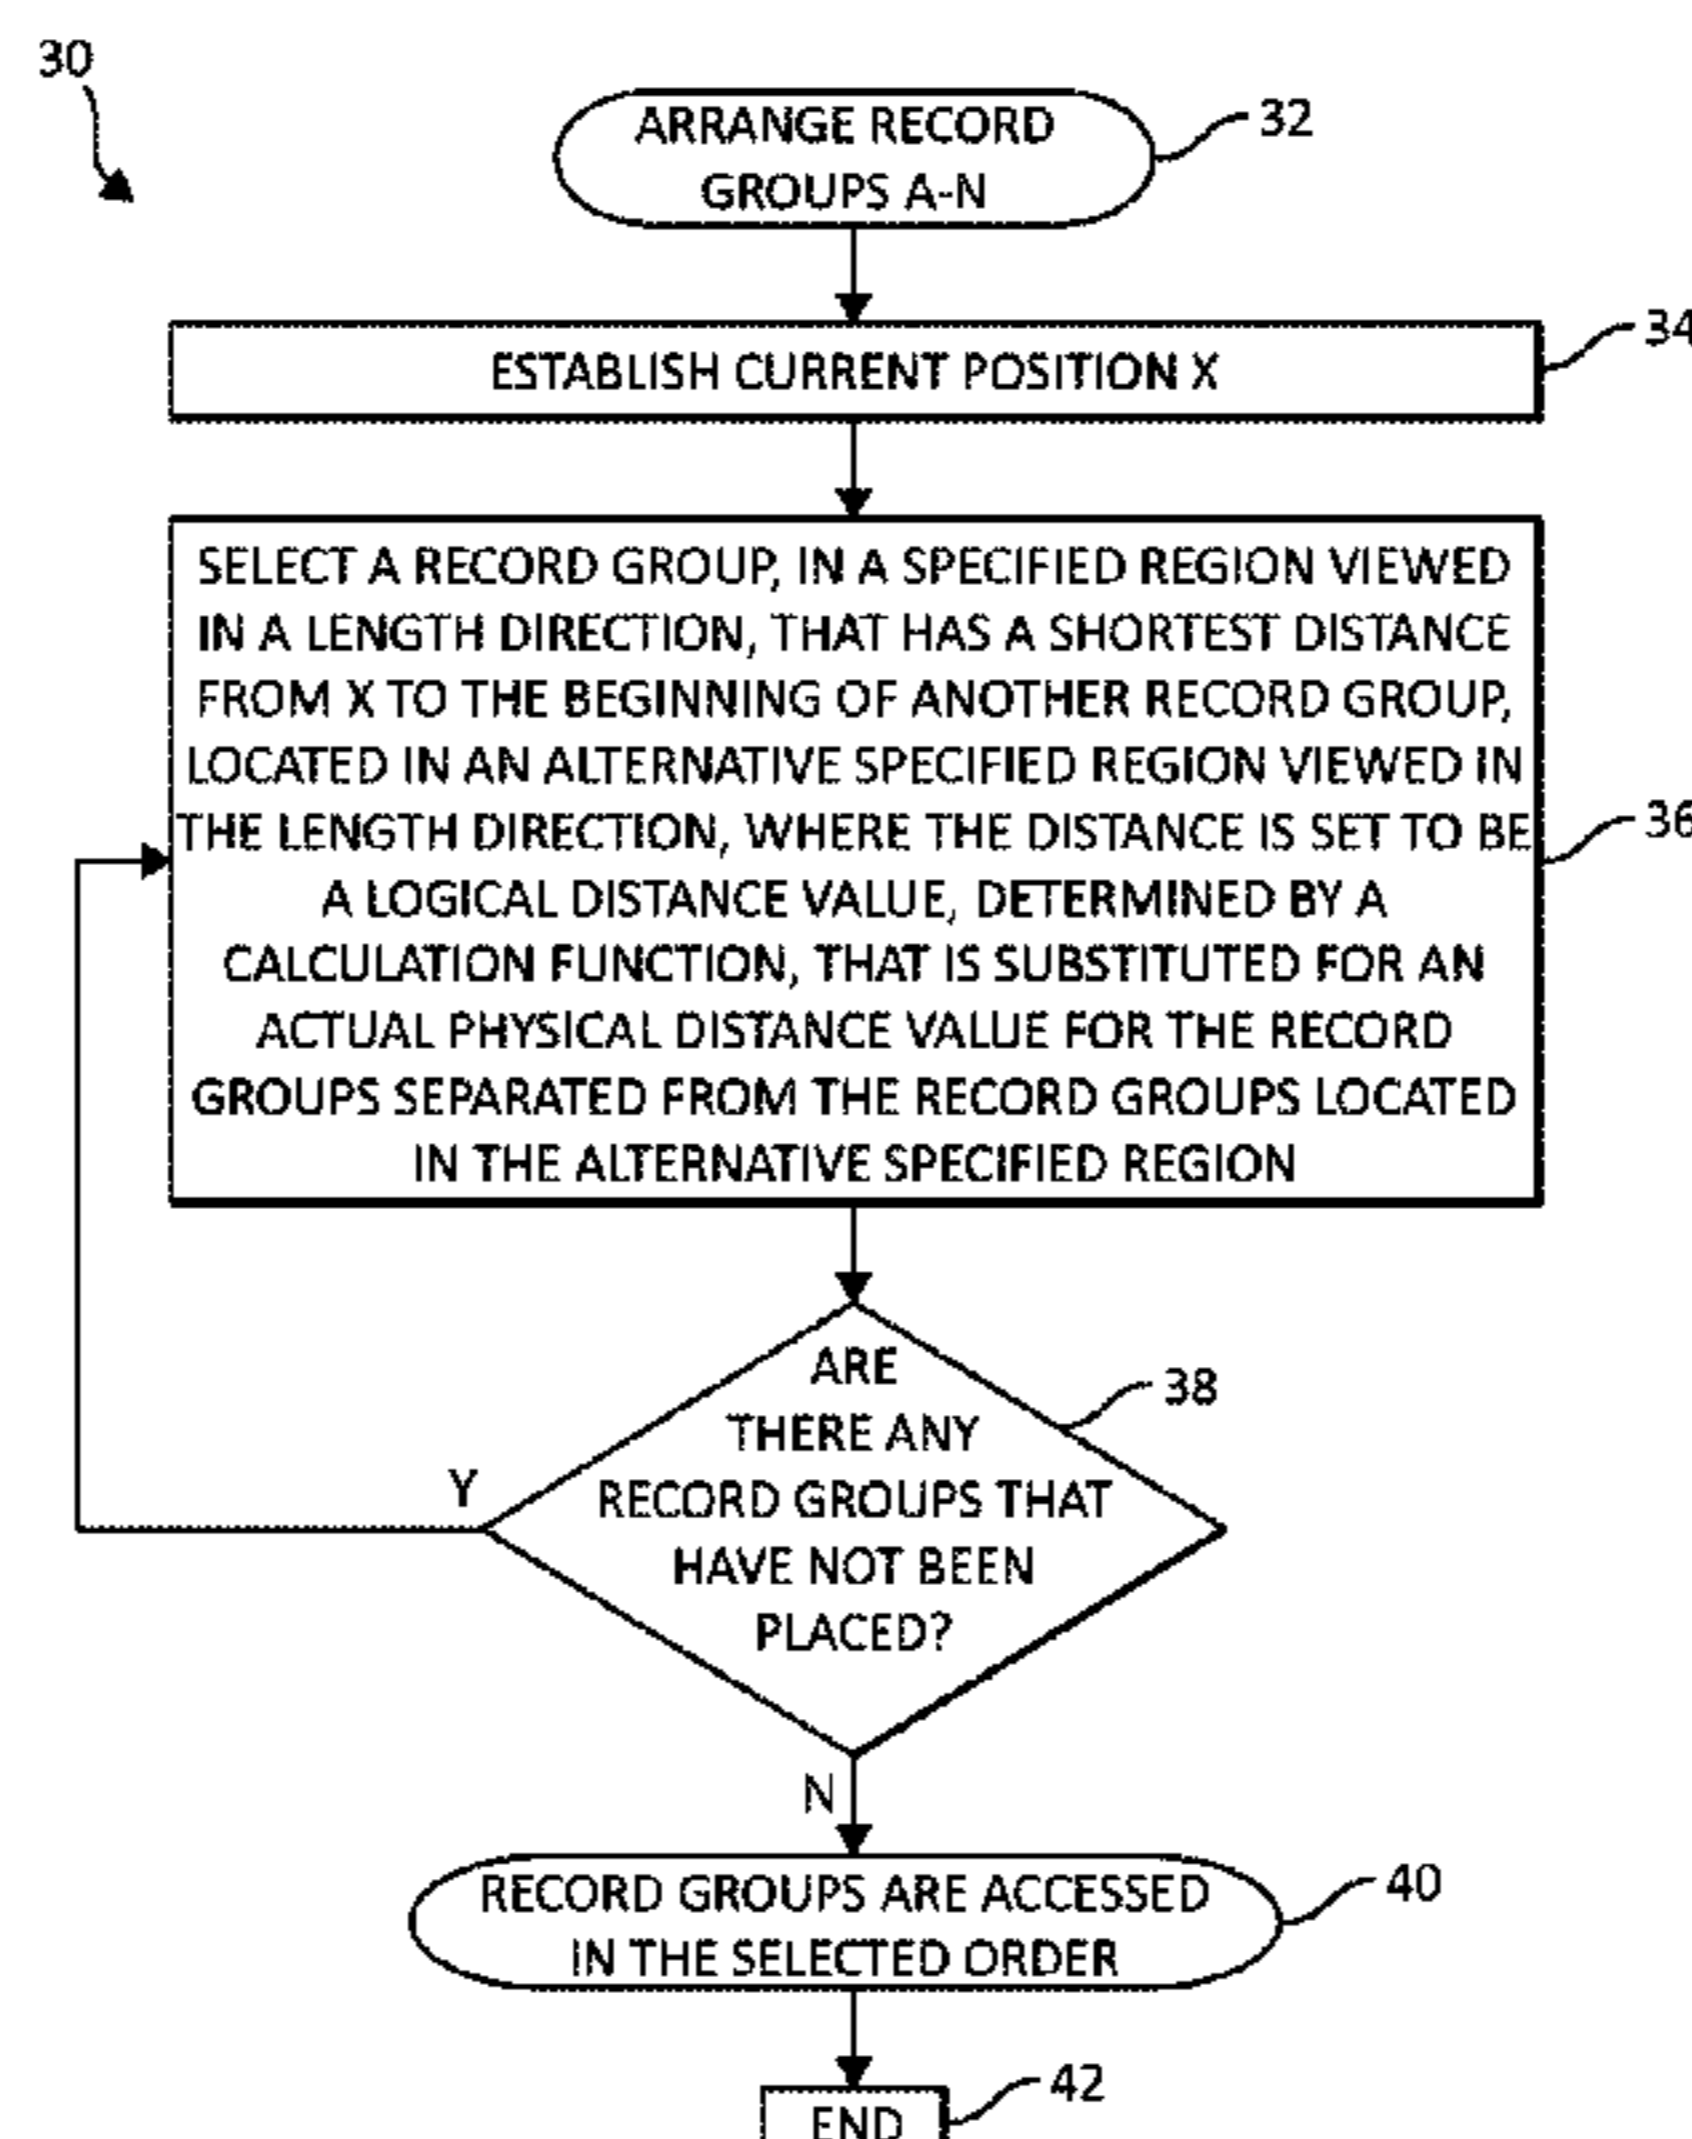 30
ARRANGE RECORD
GROUPS A-N
32
ESTABLISH CURRENT POSITION X
34
SELECT A RECORD GROUP, IN A SPECIFIED REGION VIEWED
IN A LENGTH DIRECTION, THAT HAS A SHORTEST DISTANCE
FROM X TO THE BEGINNING OF ANOTHER RECORD GROUP,
LOCATED IN AN ALTERNATIVE SPECIFIED REGION VIEWED IN
THE LENGTH DIRECTION, WHERE THE DISTANCE IS SET TO BE
A LOGICAL DISTANCE VALUE, DETERMINED BY A
CALCULATION FUNCTION, THAT IS SUBSTITUTED FOR AN
ACTUAL PHYSICAL DISTANCE VALUE FOR THE RECORD
GROUPS SEPARATED FROM THE RECORD GROUPS LOCATED
IN THE ALTERNATIVE SPECIFIED REGION
36
ARE
THERE ANY
RECORD GROUPS THAT
HAVE NOT BEEN
PLACED?
38
Y
N
RECORD GROUPS ARE ACCESSED
IN THE SELECTED ORDER
40
END
42